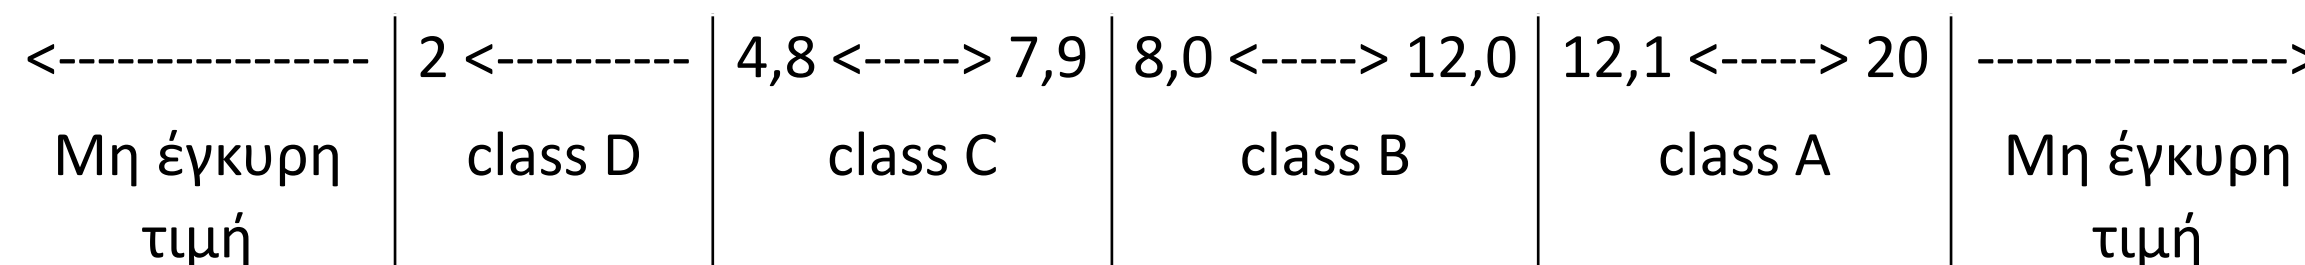 <---------------- 2 <---------- 4,8 <-----> 7,9 8,0 <-----> 12,0 12,1 <-----> 20 ---------------->
Μη έγκυρη class D class C class B class A Μη έγκυρη
τιμή τιμή